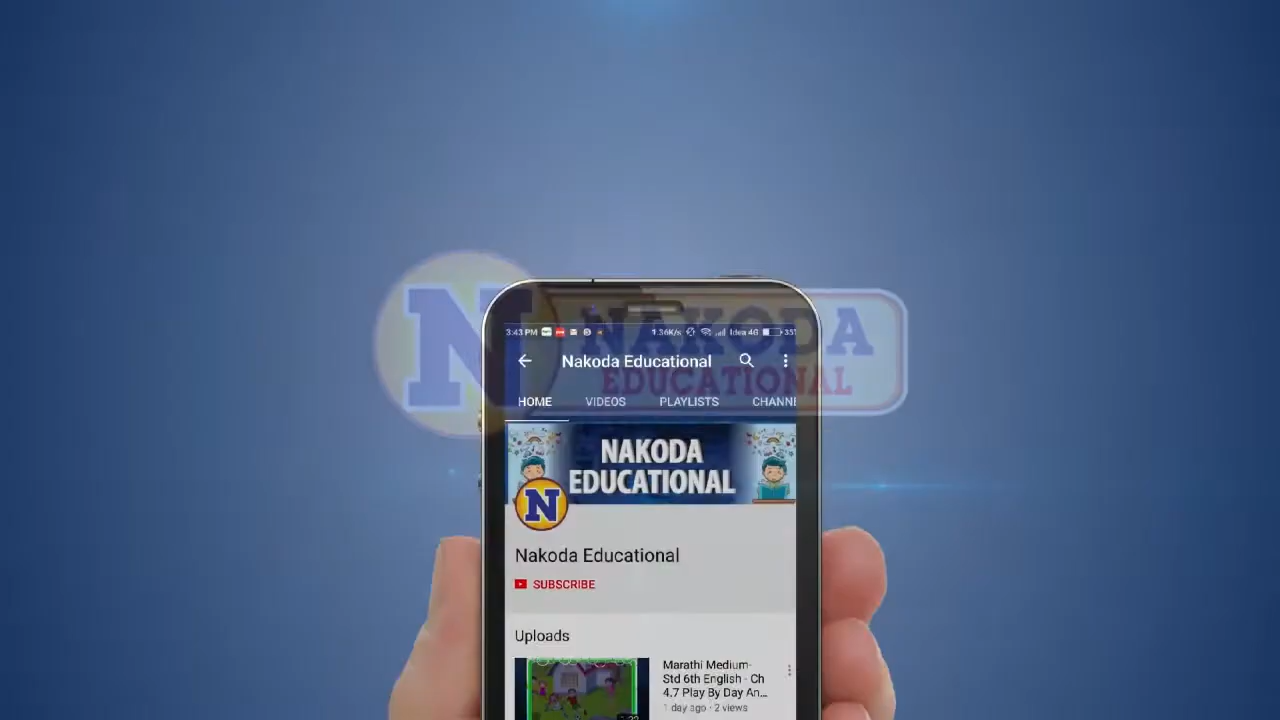 N
NAKODA
EDUCATIONAL
3:43 PM
1.36K/s
Idea 4G
Nakoda Educational
HOME
VIDEOS
PLAYLISTS
CHANNE
NAKODA
EDUCATIONAL
N
Nakoda Educational
SUBSCRIBE
Uploads
Marathi Medium-
Std 6th English - Ch
4.7 Play By Day An...
1 day ago · 2 views